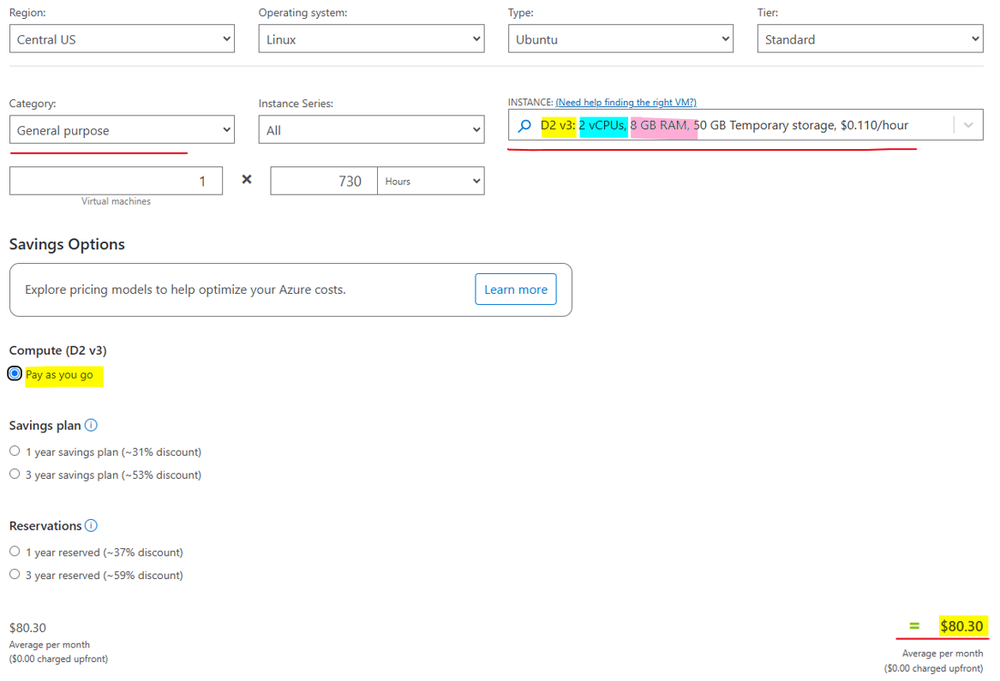 Region: Operating system: Type: Tier:
Central US Linux Ubuntu Standard
Category: Instance Series: INSTANCE: (Need help finding the right VM?)
General purpose All D2 v3: 2 vCPUs, 8 GB RAM, 50 GB Temporary storage, $0.110/hour
1 × 730 Hours
Virtual machines
Savings Options
Explore pricing models to help optimize your Azure costs. Learn more
Compute (D2 v3)
Pay as you go
Savings plan
1 year savings plan (~31% discount)
3 year savings plan (~53% discount)
Reservations
1 year reserved (~37% discount)
3 year reserved (~59% discount)
$80.30 = $80.30
Average per month Average per month
($0.00 charged upfront) ($0.00 charged upfront)